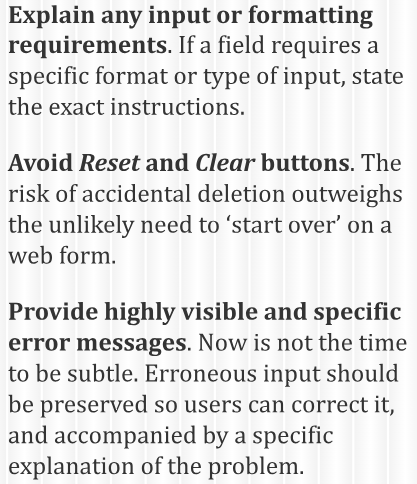 Explain any input or formatting
requirements. If a field requires a
specific format or type of input, state
the exact instructions.
Avoid Reset and Clear buttons. The
risk of accidental deletion outweighs
the unlikely need to ‘start over’ on a
web form.
Provide highly visible and specific
error messages. Now is not the time
to be subtle. Erroneous input should
be preserved so users can correct it,
and accompanied by a specific
explanation of the problem.